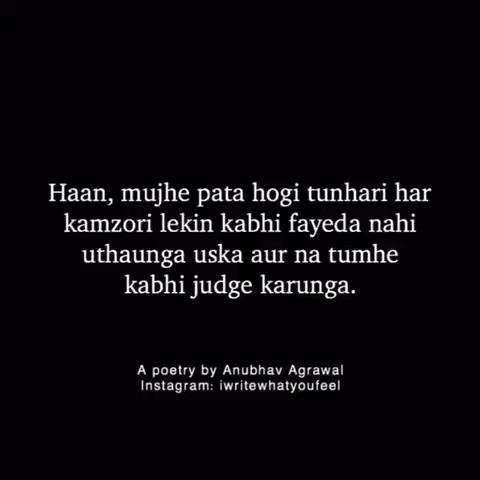 Haan, mujhe pata hogi tunhari har
kamzori lekin kabhi fayeda nahi
uthaunga uska aur na tumhe
kabhi judge karunga.
A poetry by Anubhav Agrawal
Instagram: iwritewhatyoufeel